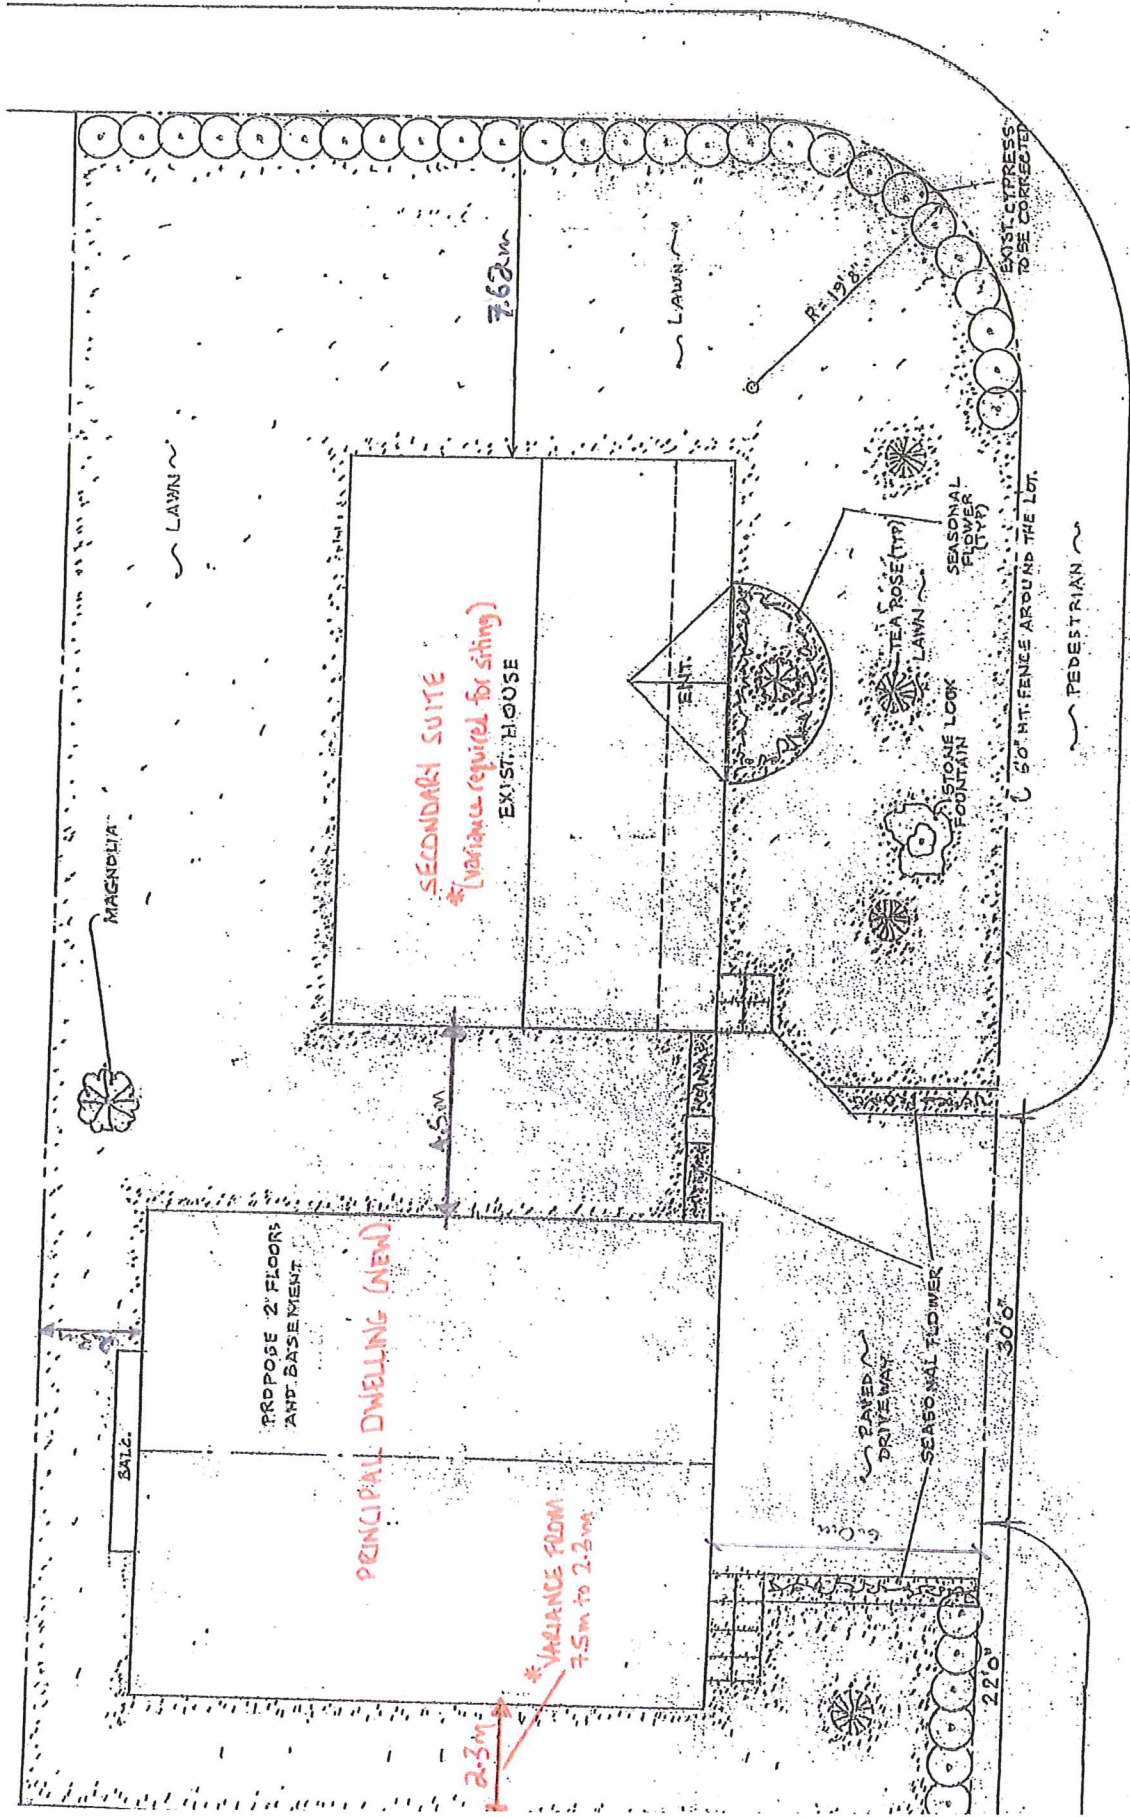 MAGNOLIA
~ LAWN ~
7.62m
~ LAWN ~
R=19'8"
EXIST. CYPRESS
TO BE CORRECTED
SECONDARY SUITE
*(variance required for siting)
EXIST. HOUSE
ENT.
TEA ROSE (TYP)
LAWN ~
SEASONAL
FLOWER
(TYP)
STONE LOOK
FOUNTAIN
6'0" HT. FENCE AROUND THE LOT.
~ PEDESTRIAN ~
4.5m
BALC.
PROPOSE 2 FLOORS
AND BASEMENT
PRINCIPAL DWELLING (NEW)
* VARIANCE FROM
7.5m to 2.3m
2.3m
6.0m
~ PAVED ~
DRIVEWAY
SEASONAL FLOWER
30'0"
22'0"